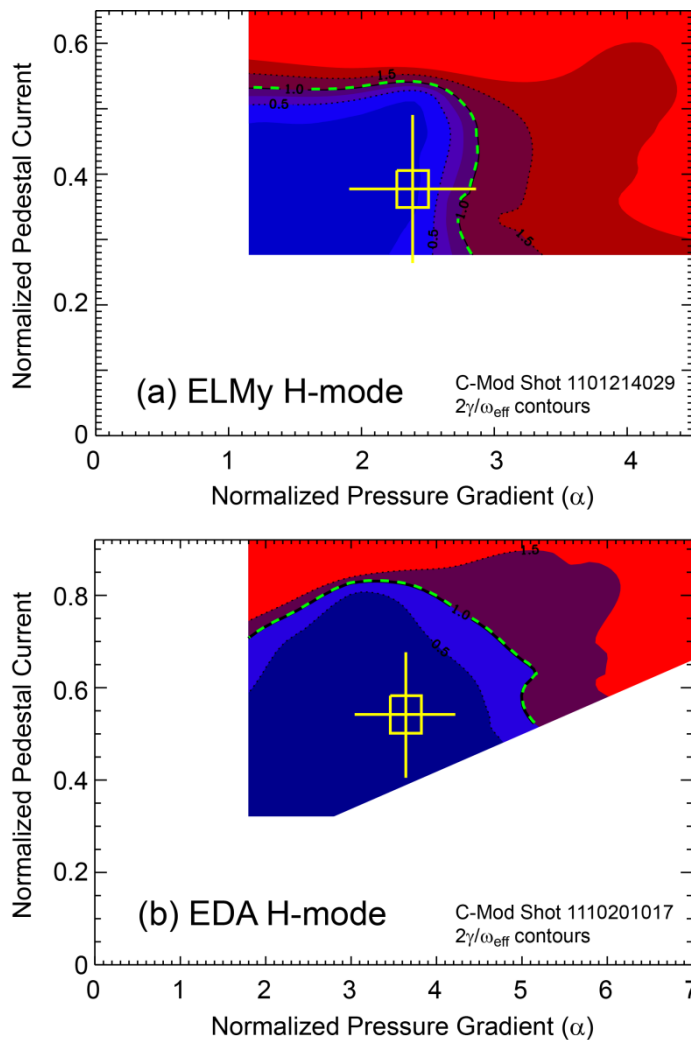 0.6
0.4
0.2
0
Normalized Pedestal Current
1.5
1.0
0.5
0.5
1.0
1.5
(a) ELMy H-mode
C-Mod Shot 1101214029
2γ/ω_eff contours
0 1 2 3 4
Normalized Pressure Gradient (α)
0.8
0.6
0.4
0.2
0
Normalized Pedestal Current
1.5
1.0
0.5
(b) EDA H-mode
C-Mod Shot 1110201017
2γ/ω_eff contours
0 1 2 3 4 5 6 7
Normalized Pressure Gradient (α)